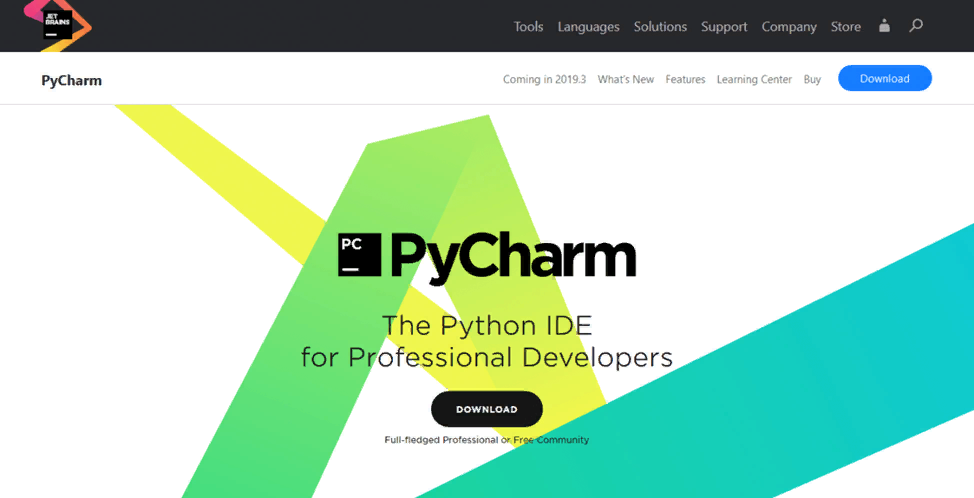 JET
BRAINS
Tools Languages Solutions Support Company Store
PyCharm
Coming in 2019.3 What's New Features Learning Center Buy Download
PC
PyCharm
The Python IDE
for Professional Developers
DOWNLOAD
Full-fledged Professional or Free Community